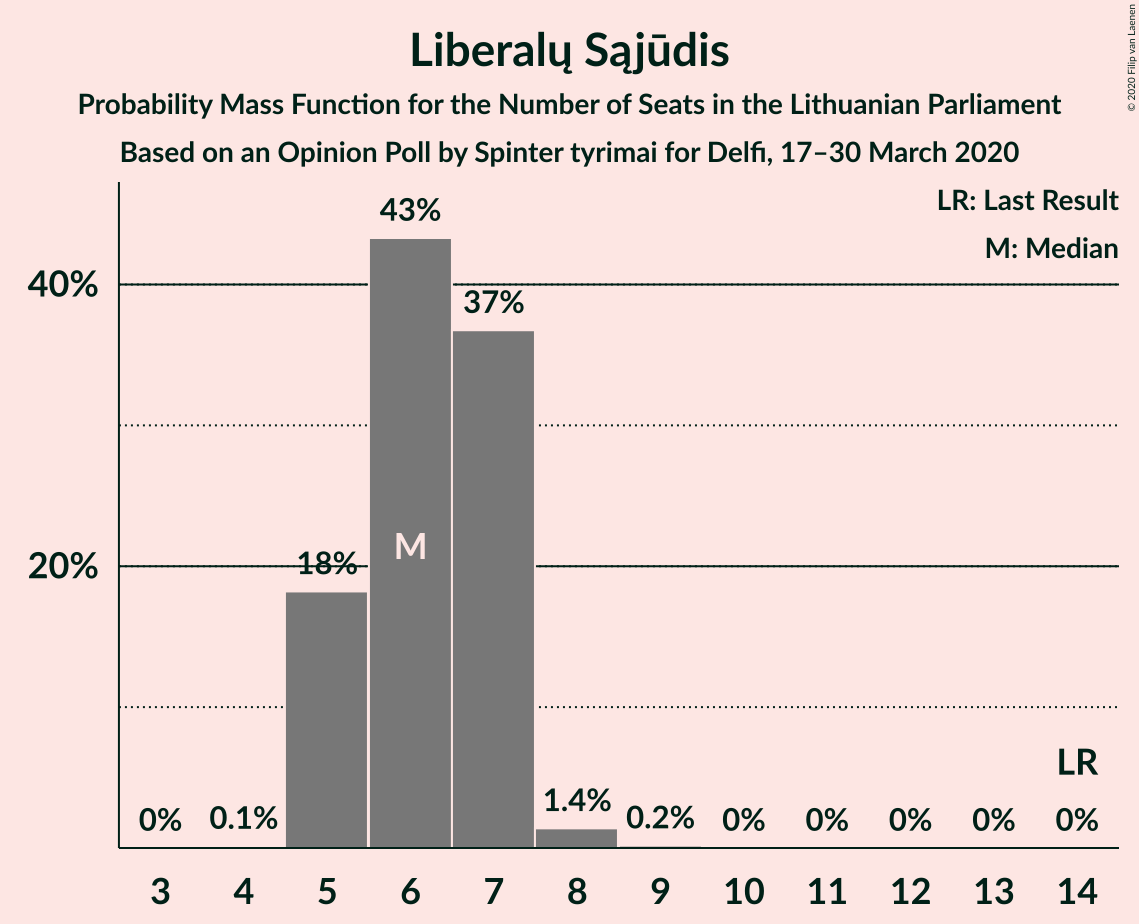 Liberalų Sąjūdis
Probability Mass Function for the Number of Seats in the Lithuanian Parliament
Based on an Opinion Poll by Spinter tyrimai for Delfi, 17–30 March 2020
© 2020 Filip van Laenen
LR: Last Result
M: Median
43%
40%
37%
M
20%
18%
LR
0% 0.1% 1.4% 0.2% 0% 0% 0% 0% 0%
3 4 5 6 7 8 9 10 11 12 13 14